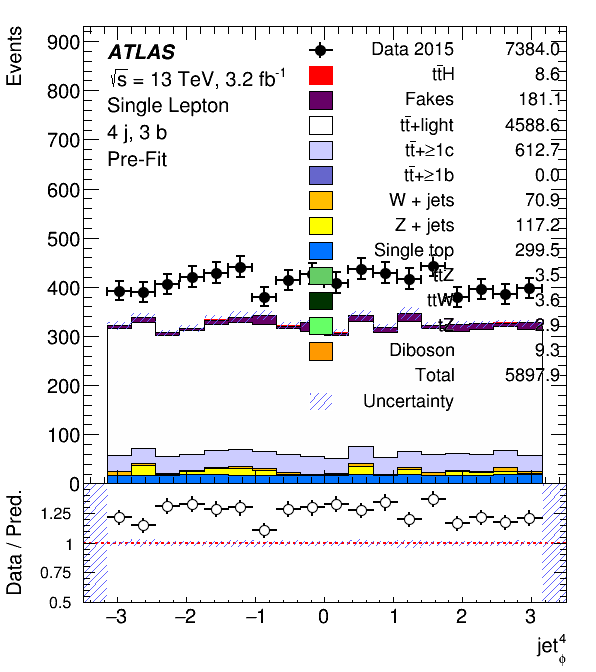 Events
900
800
700
600
500
400
300
200
100
0
ATLAS
√s = 13 TeV, 3.2 fb⁻¹
Single Lepton
4 j, 3 b
Pre-Fit
Data 2015 7384.0
tt̄H 8.6
Fakes 181.1
tt̄+light 4588.6
tt̄+≥1c 612.7
tt̄+≥1b 0.0
W + jets 70.9
Z + jets 117.2
Single top 299.5
tt̄Z 3.5
tt̄W 3.6
tZ 2.9
Diboson 9.3
Total 5897.9
Uncertainty
Data / Pred.
1.25
1
0.75
0.5
−3 −2 −1 0 1 2 3
jet⁴ϕ